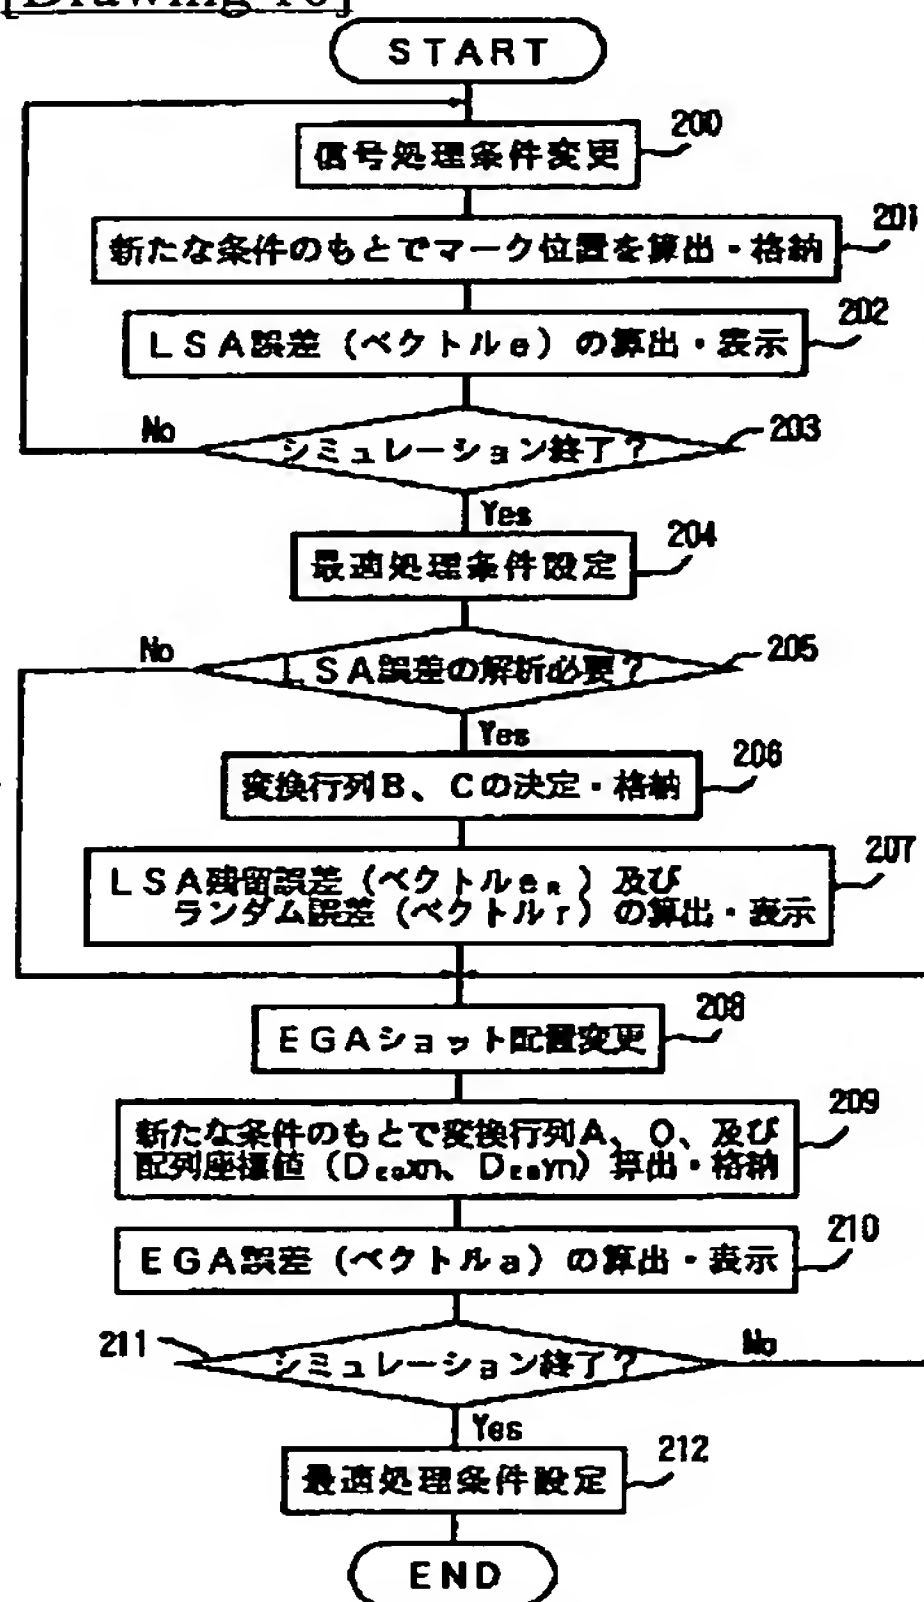 [Drawing 10]
START
信号処理条件変更
200
新たな条件のもとでマーク位置を算出・格納
201
LSA誤差(ベクトルe)の算出・表示
202
シミュレーション終了?
203
No
Yes
最適処理条件設定
204
LSA誤差の解析必要?
205
No
Yes
変換行列B、Cの決定・格納
206
LSA残留誤差(ベクトルeR)及び
ランダム誤差(ベクトルr)の算出・表示
207
EGAショット配置変更
208
新たな条件のもとで変換行列A、O、及び
配列座標値()算出・格納
209
EGA誤差(ベクトルa)の算出・表示
210
211
シミュレーション終了?
No
Yes
最適処理条件設定
212
END